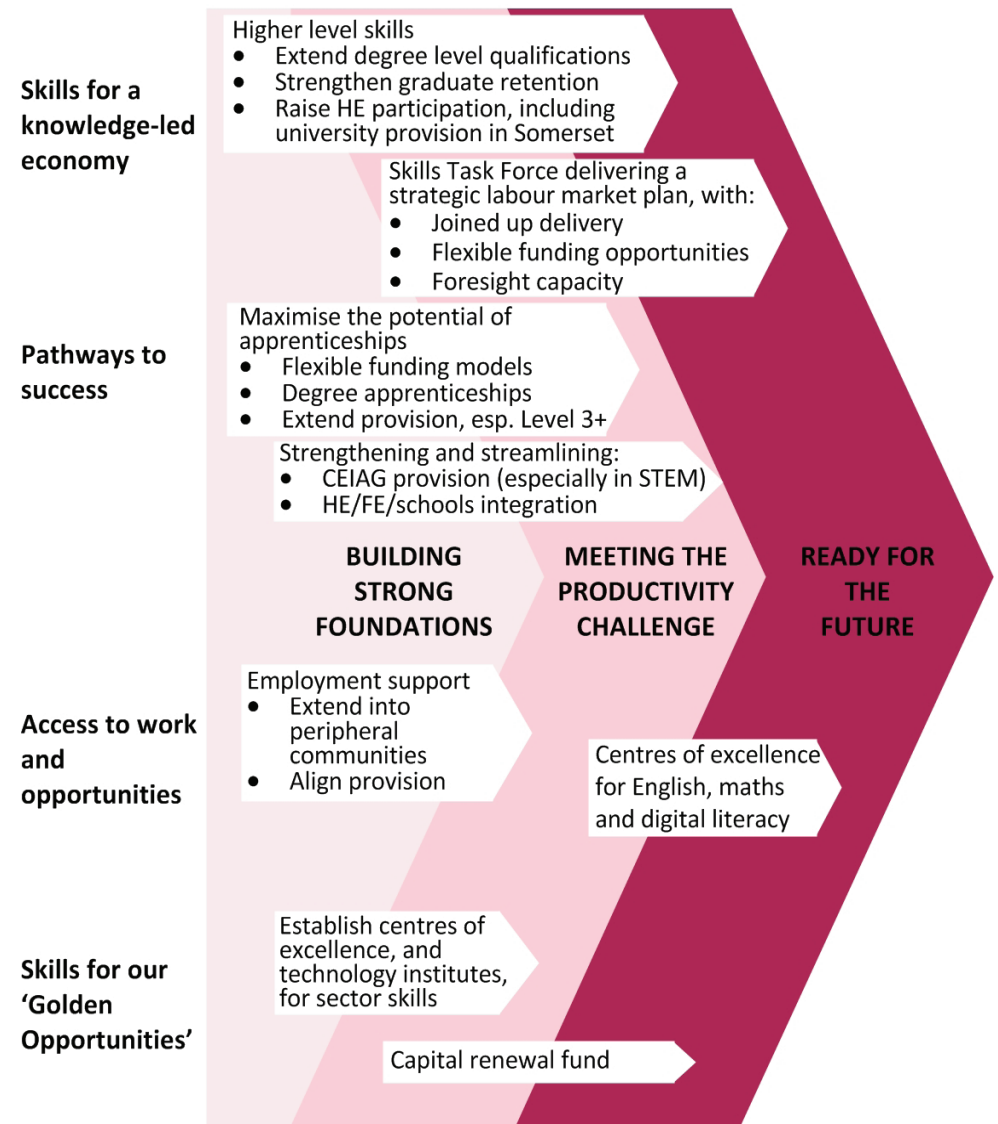 Higher level skills
● Extend degree level qualifications
● Strengthen graduate retention
● Raise HE participation, including
university provision in Somerset
Skills for a
knowledge-led
economy
Skills Task Force delivering a
strategic labour market plan, with:
● Joined up delivery
● Flexible funding opportunities
● Foresight capacity
Maximise the potential of
apprenticeships
● Flexible funding models
● Degree apprenticeships
● Extend provision, esp. Level 3+
Pathways to
success
Strengthening and streamlining:
● CEIAG provision (especially in STEM)
● HE/FE/schools integration
BUILDING
STRONG
FOUNDATIONS
MEETING THE
PRODUCTIVITY
CHALLENGE
READY FOR
THE
FUTURE
Employment support
● Extend into
peripheral
communities
● Align provision
Access to work
and
opportunities
Centres of excellence
for English, maths
and digital literacy
Establish centres of
excellence, and
technology institutes,
for sector skills
Skills for our
‘Golden
Opportunities’
Capital renewal fund